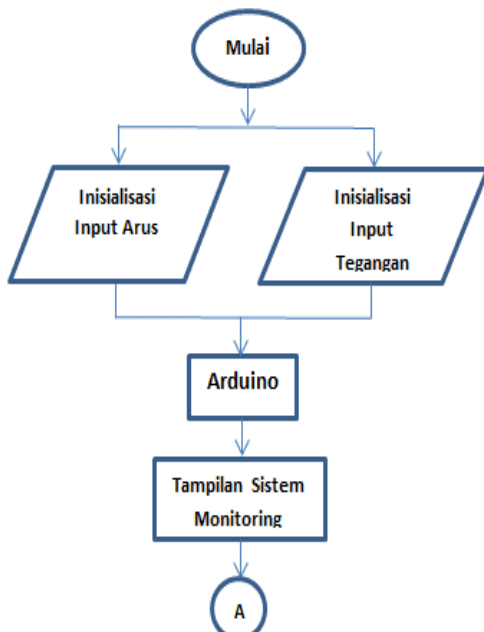 Mulai
Inisialisasi
Input Arus
Inisialisasi
Input
Tegangan
Arduino
Tampilan Sistem
Monitoring
A